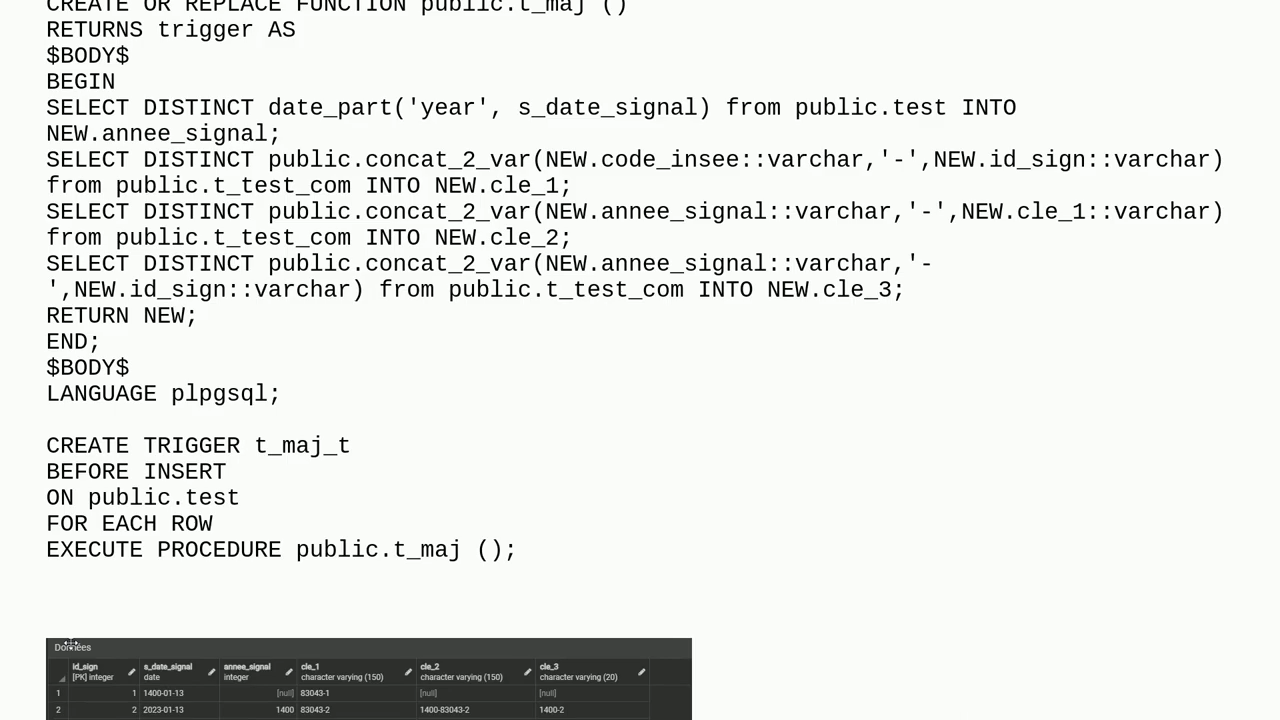 CREATE OR REPLACE FUNCTION public.t_maj ()
RETURNS trigger AS
$BODY$
BEGIN
SELECT DISTINCT date_part('year', s_date_signal) from public.test INTO
NEW.annee_signal;
SELECT DISTINCT public.concat_2_var(NEW.code_insee::varchar,'-',NEW.id_sign::varchar)
from public.t_test_com INTO NEW.cle_1;
SELECT DISTINCT public.concat_2_var(NEW.annee_signal::varchar,'-',NEW.cle_1::varchar)
from public.t_test_com INTO NEW.cle_2;
SELECT DISTINCT public.concat_2_var(NEW.annee_signal::varchar,'-
',NEW.id_sign::varchar) from public.t_test_com INTO NEW.cle_3;
RETURN NEW;
END;
$BODY$
LANGUAGE plpgsql;
CREATE TRIGGER t_maj_t
BEFORE INSERT
ON public.test
FOR EACH ROW
EXECUTE PROCEDURE public.t_maj ();
Données
id_sign s_date_signal annee_signal cle_1 cle_2 cle_3
[PK] integer date integer character varying (150) character varying (150) character varying (20)
1 1 1400-01-13 [null] 83043-1 [null] [null]
2 2 2023-01-13 1400 83043-2 1400-83043-2 1400-2